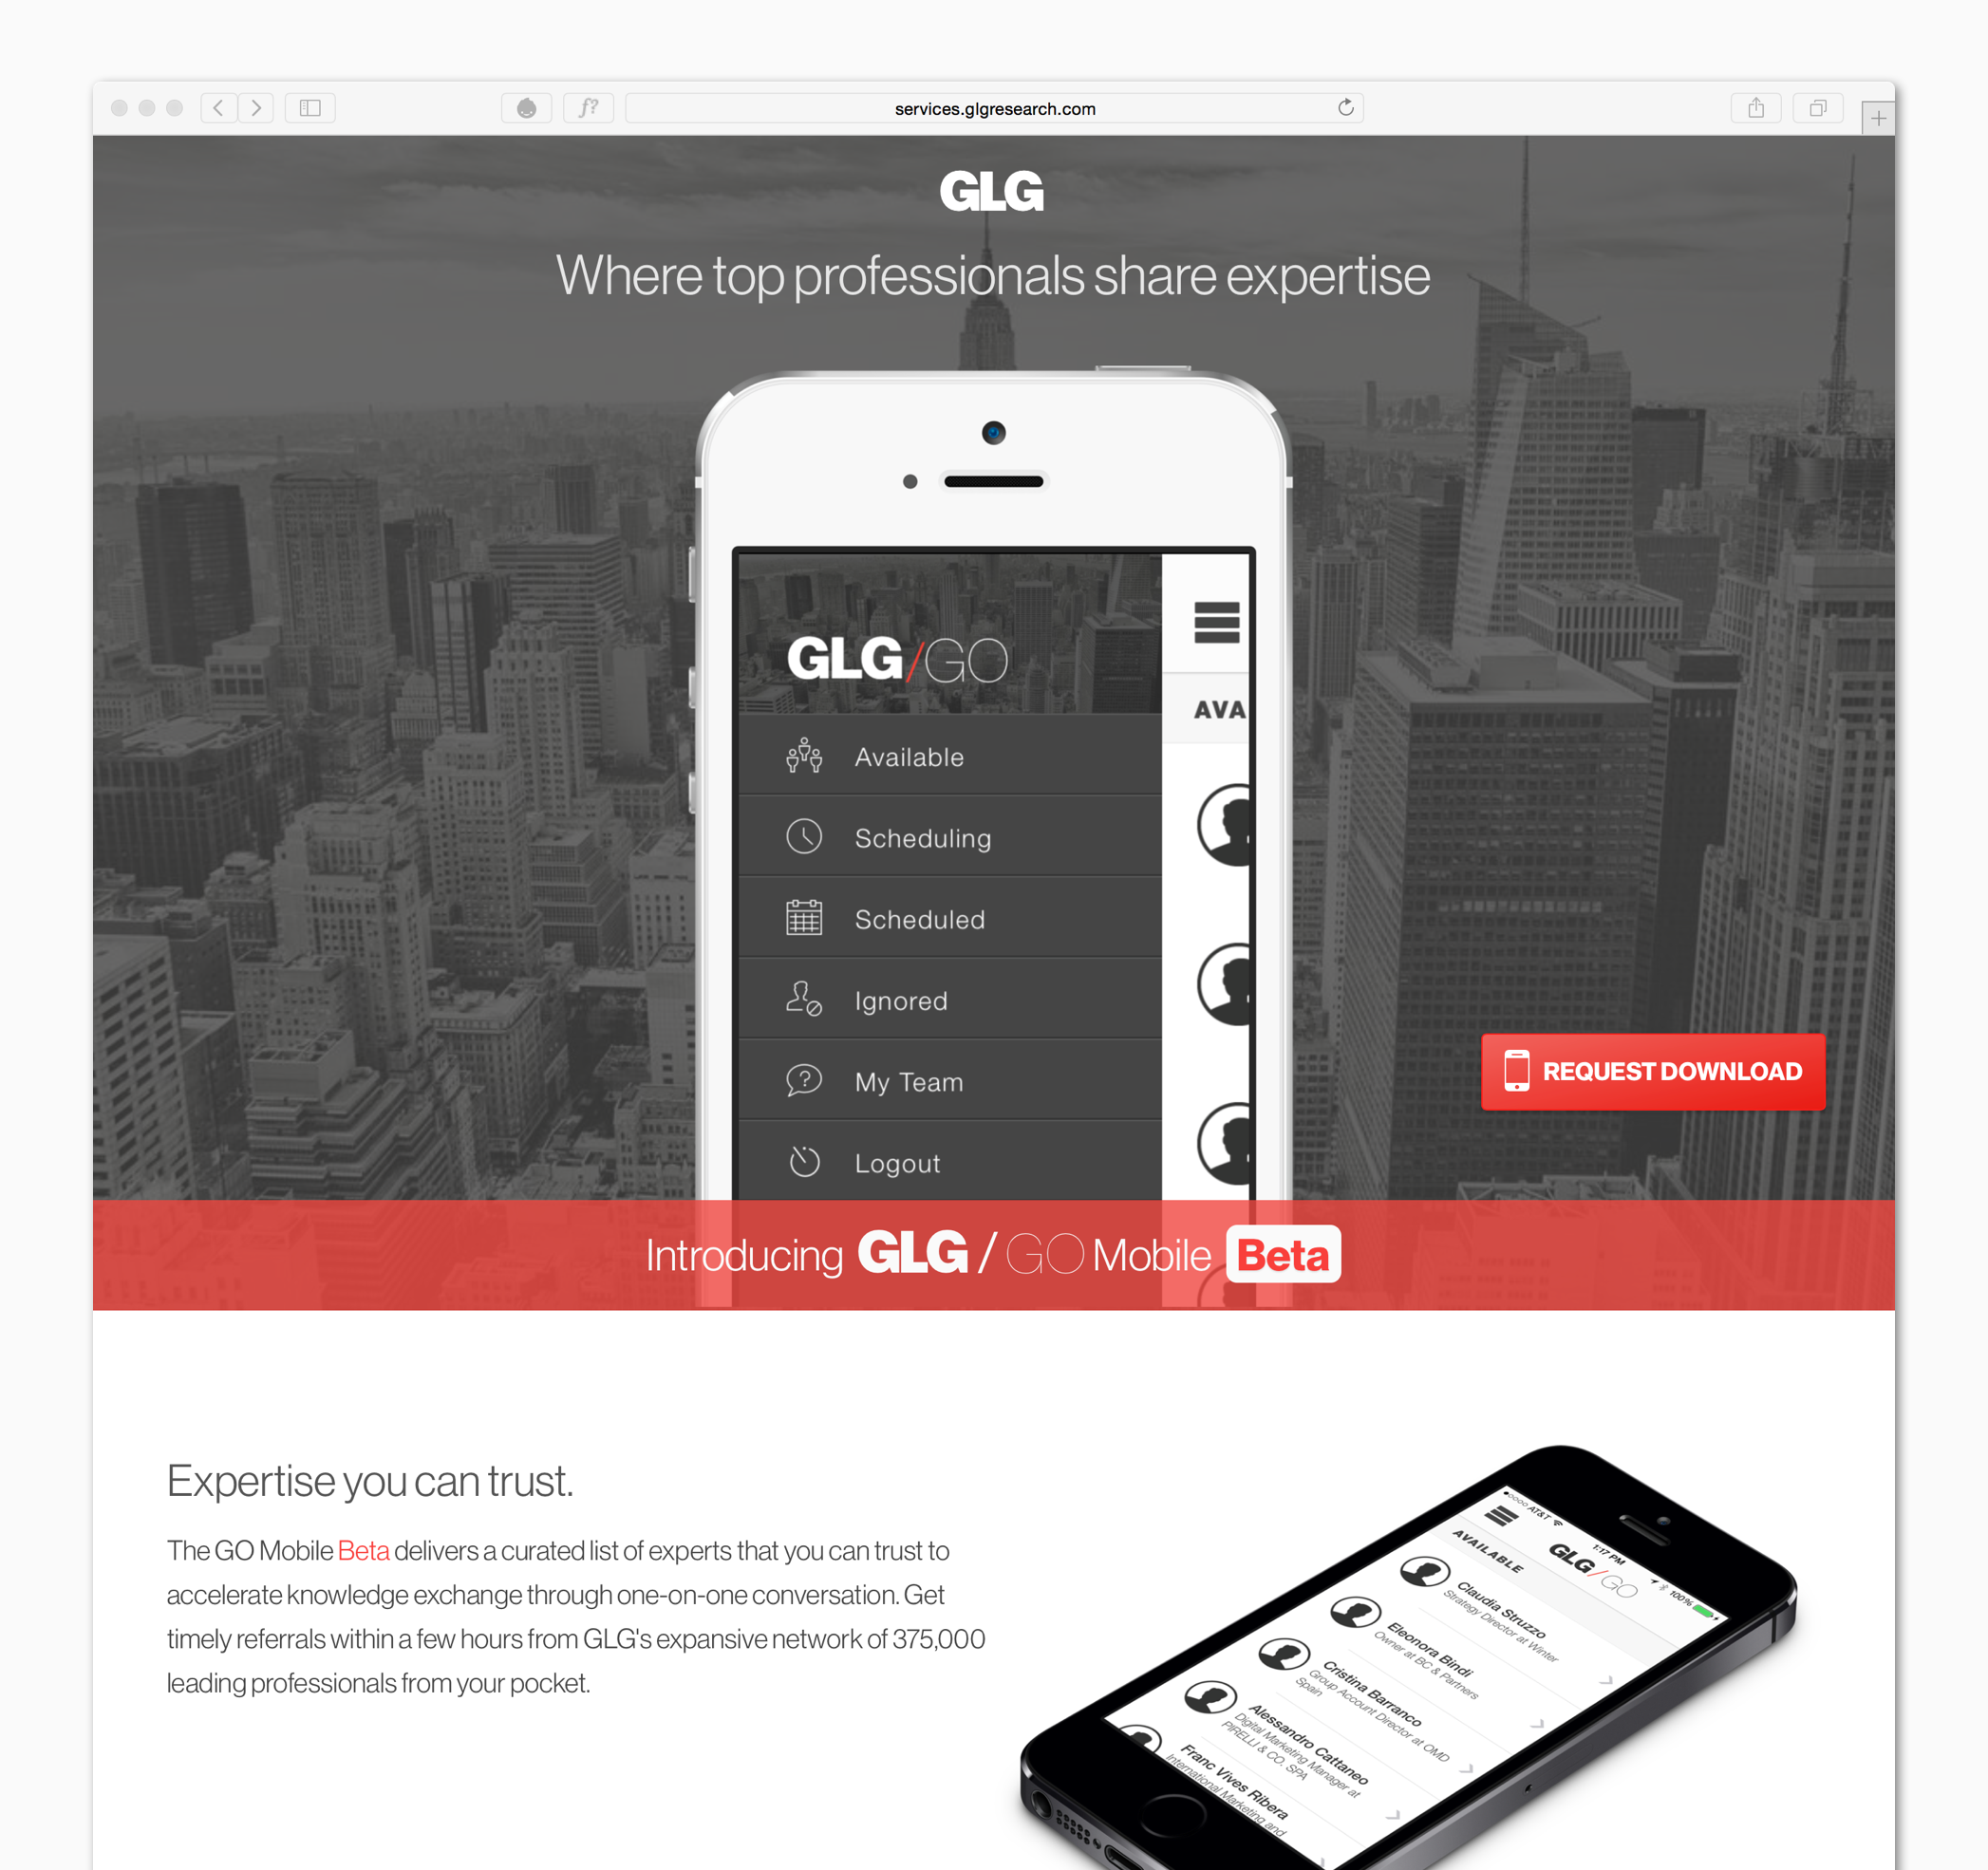 f?
services.glgresearch.com
GLG
Where top professionals share expertise
GLG/GO
AVA
Available
Scheduling
Scheduled
Ignored
My Team
Logout
REQUEST DOWNLOAD
Introducing GLG / GO Mobile Beta
Expertise you can trust.
The GO Mobile Beta delivers a curated list of experts that you can trust to
accelerate knowledge exchange through one-on-one conversation. Get
timely referrals within a few hours from GLG's expansive network of 375,000
leading professionals from your pocket.
AT&T 1:17 PM 100%
GLG/GO
AVAILABLE
Claudia Struzzo
Strategy Director at Winter
Eleonora Bindi
Owner at BC & Partners
Cristina Barranco
Group Account Director at OMD
Spain
Alessandro Cattaneo
Digital Marketing Manager at
PIRELLI & CO. SPA
Franc Vives Ribera
International Marketing and